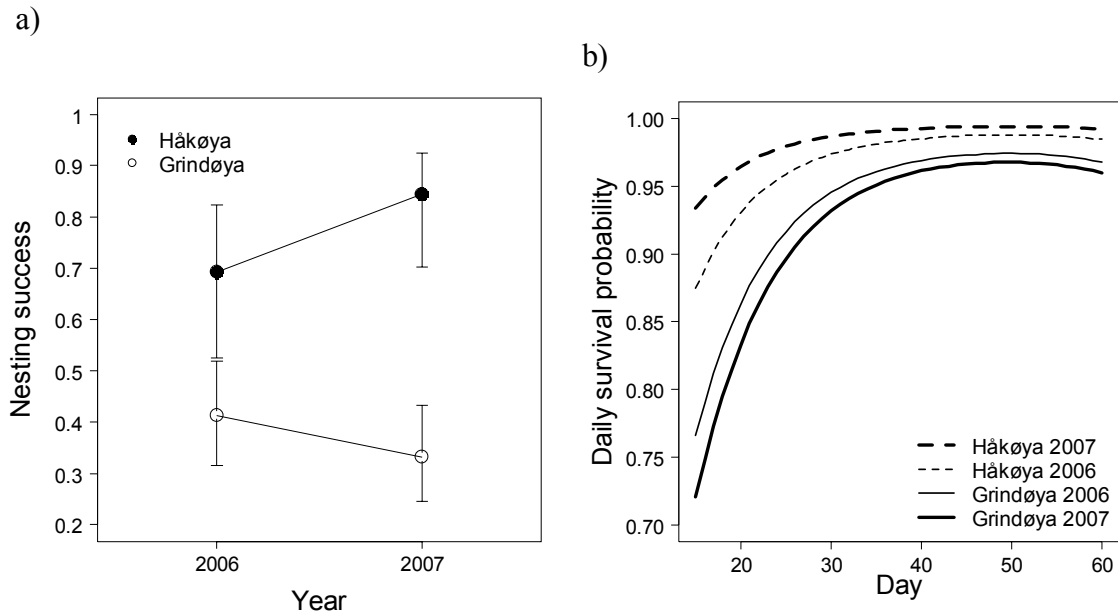 a)
1
0.9
0.8
0.7
0.6
0.5
0.4
0.3
0.2
Nesting success
Håkøya
Grindøya
2006
2007
Year
b)
1.00
0.95
0.90
0.85
0.80
0.75
0.70
Daily survival probability
Håkøya 2007
Håkøya 2006
Grindøya 2006
Grindøya 2007
20
30
40
50
60
Day